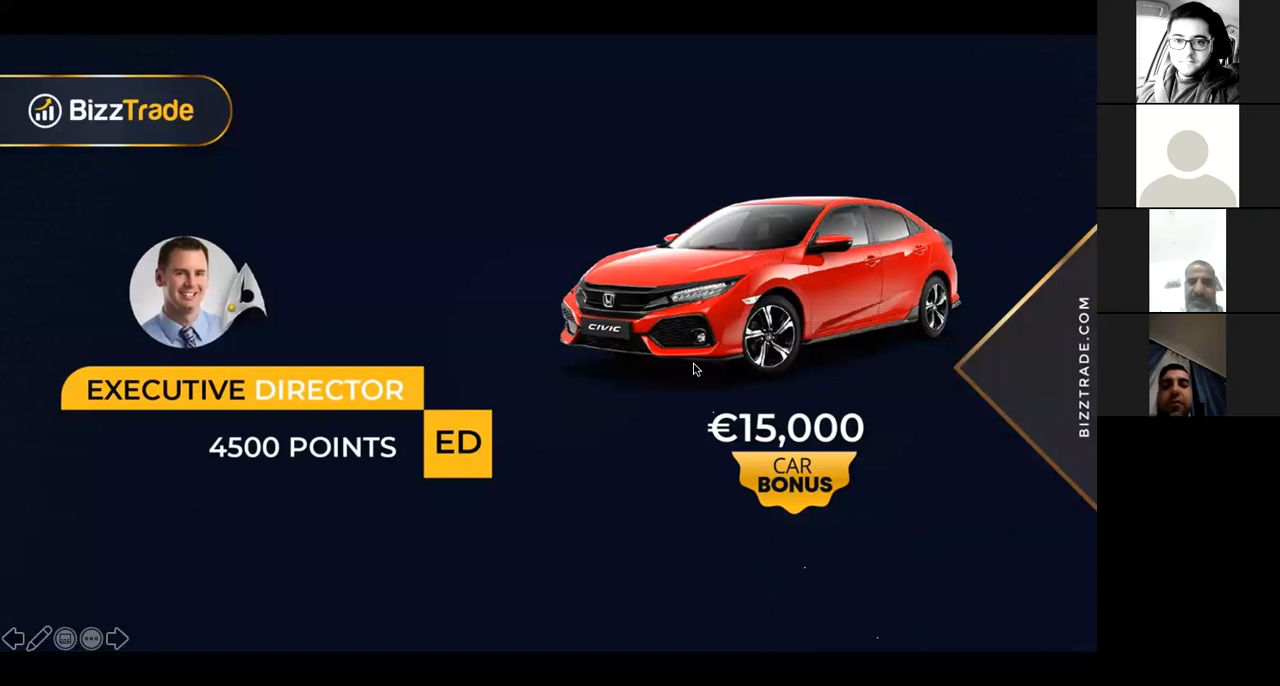 BizzTrade
EXECUTIVE DIRECTOR
4500 POINTS
ED
CIVIC
€15,000
CAR
BONUS
BIZZTRADE.COM